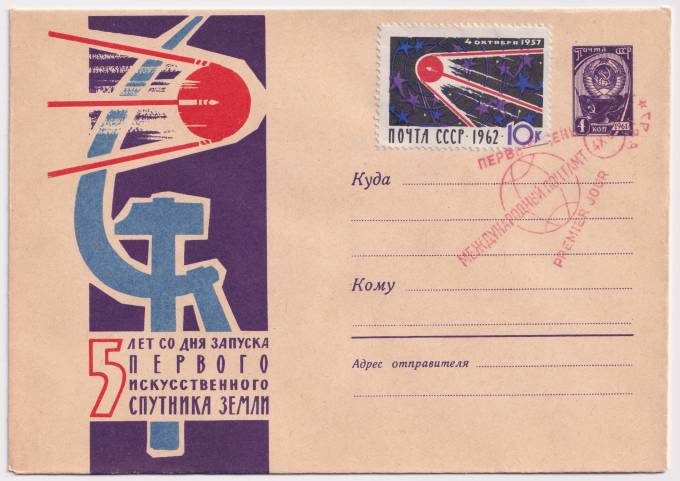 4 ОКТЯБРЯ 1957
ПОЧТА СССР·1962·10К
ПОЧТА СССР
4 КОП 1961
МЕЖДУНАРОДНЫЙ ПОЧТАМТ
PREMIER JOUR
Куда
Кому
Адрес отправителя
5 ЛЕТ СО ДНЯ ЗАПУСКА
ПЕРВОГО
ИСКУССТВЕННОГО
СПУТНИКА ЗЕМЛИ